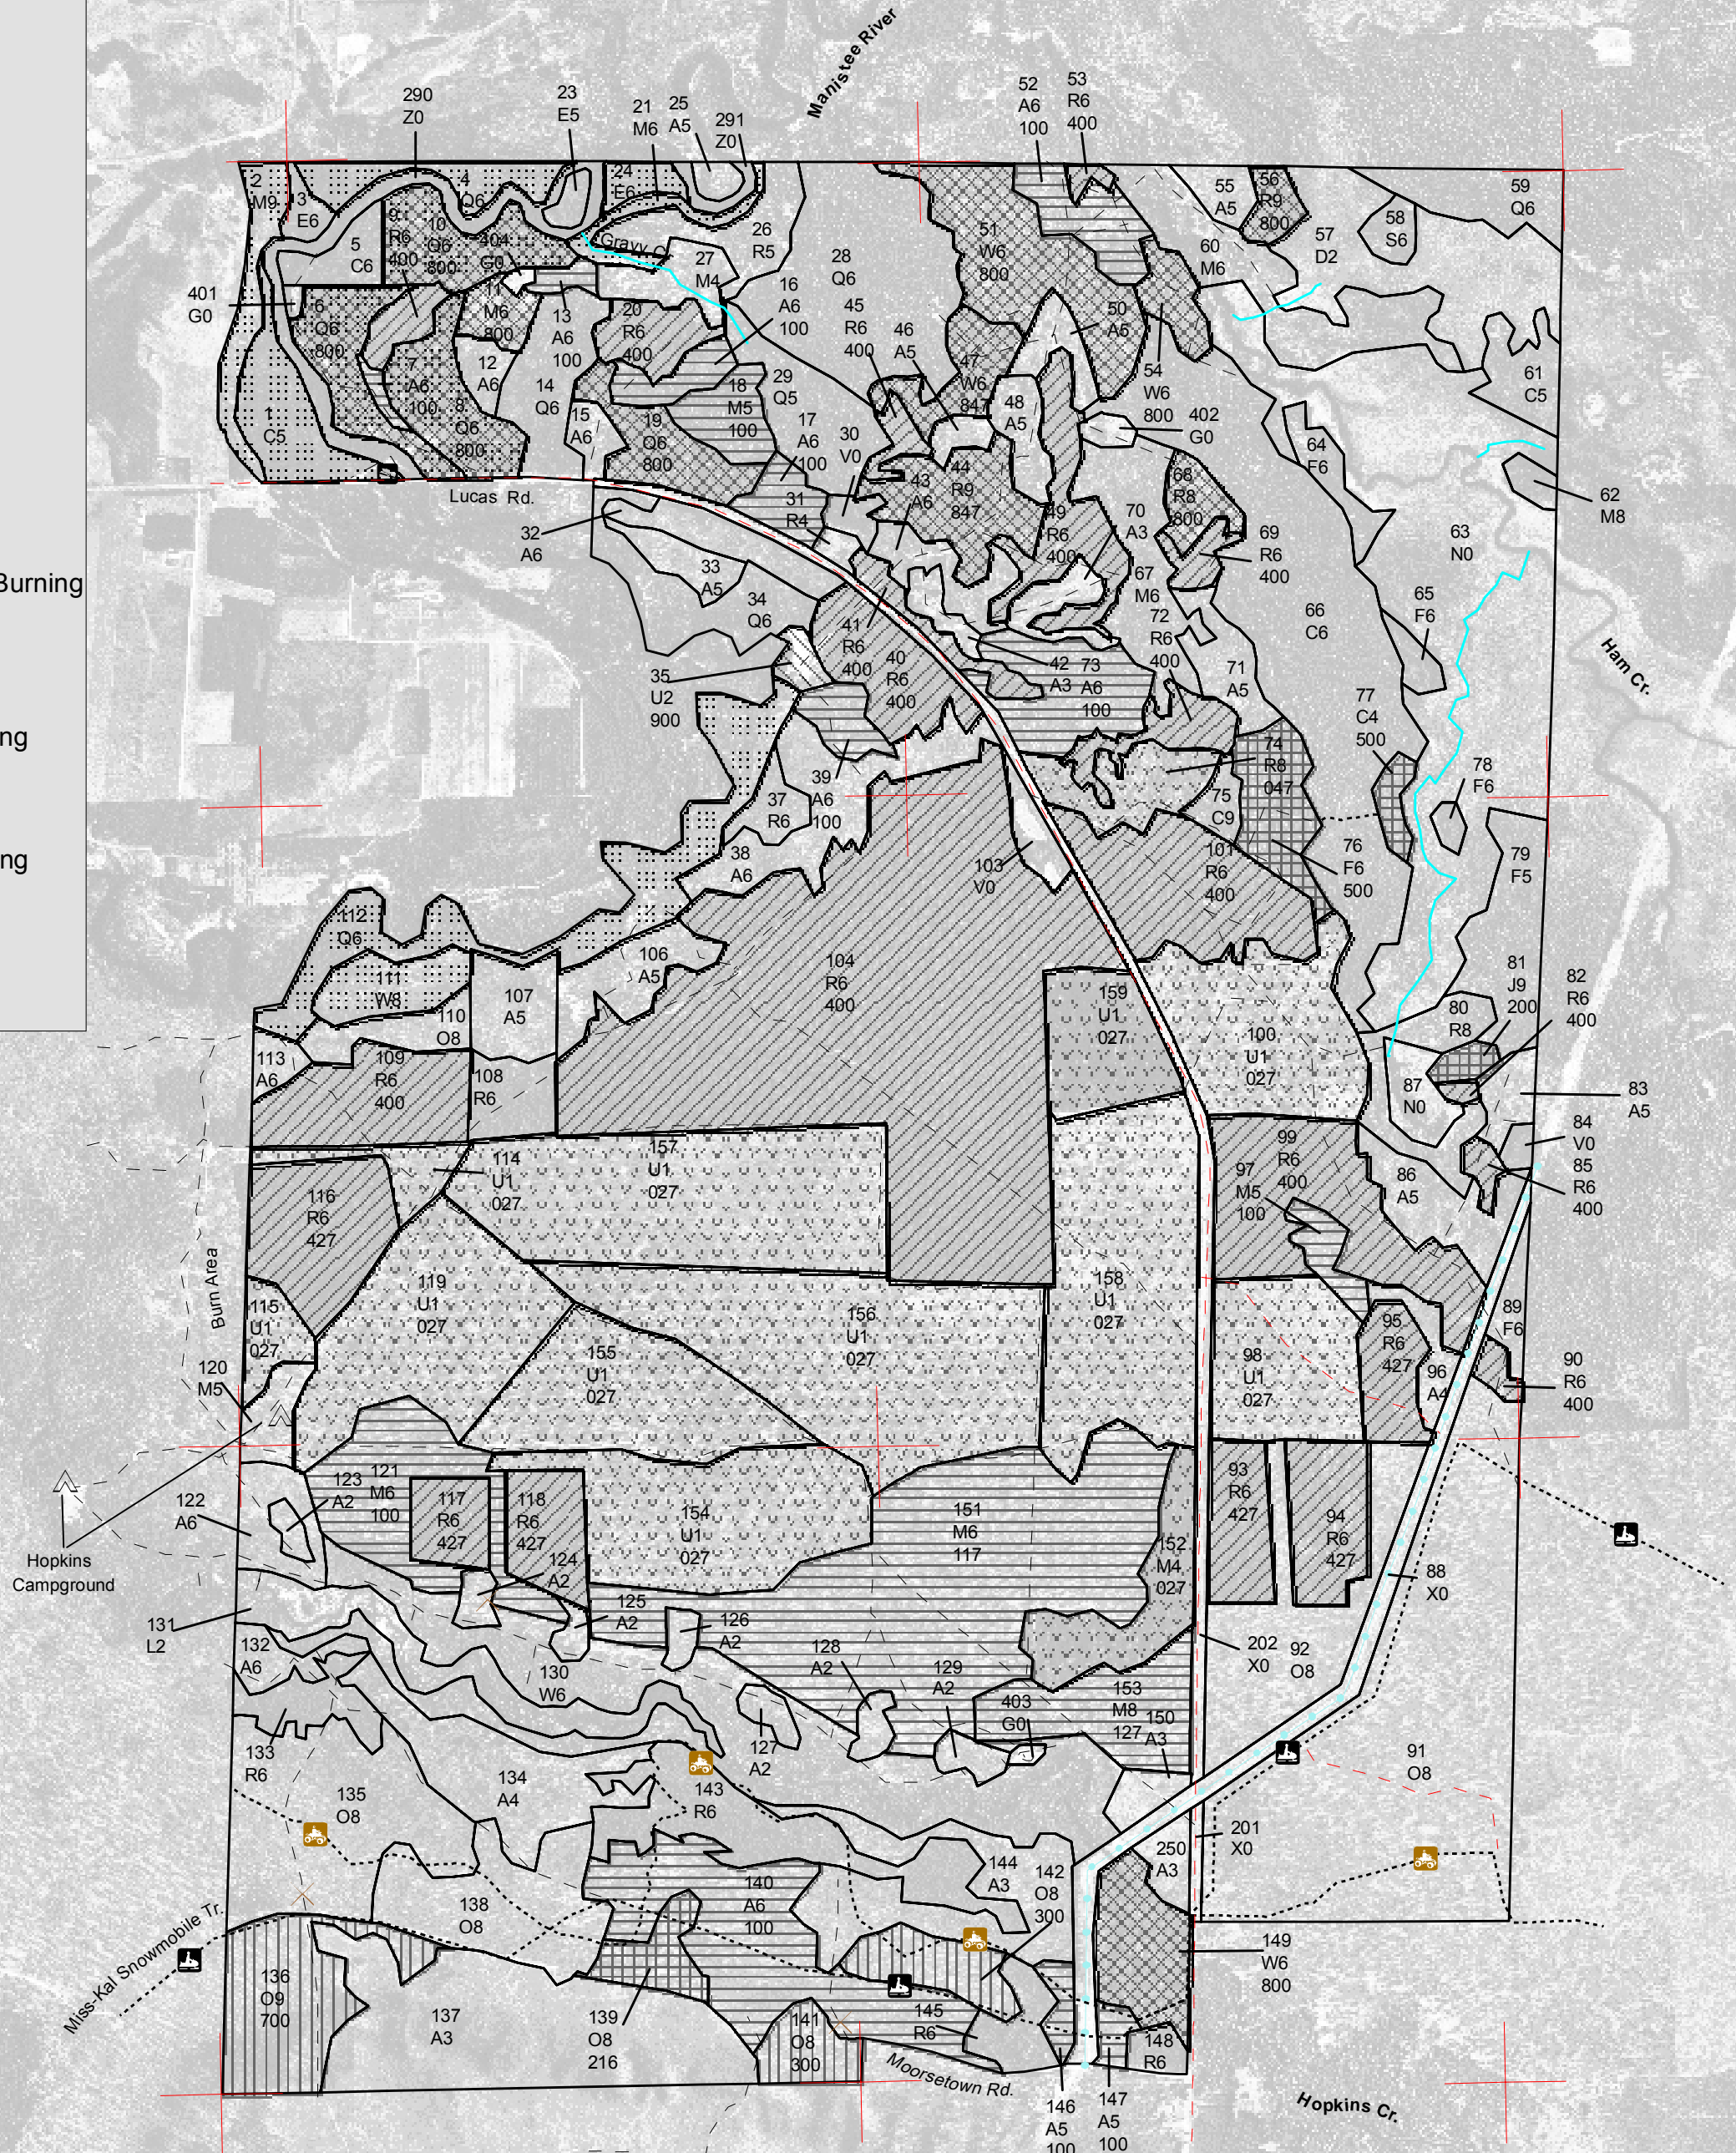 Burning
ng
ng
Manistee River
290
Z0
23
E5
21
M6
25
A5
291
Z0
52
A6
100
53
R6
400
2
M9
3
E6
4
Q6
24
E6
55
A5
56
R9
800
59
Q6
58
S6
57
D2
5
C6
9
R6
400
10
Q6
800
404
G0
Gravy C
26
R5
27
M4
28
Q6
51
W6
800
60
M6
401
G0
6
Q6
800
11
M6
800
13
A6
100
20
R6
400
16
A6
100
45
R6
400
46
A5
50
A5
54
W6
800
61
C5
7
A6
100
12
A6
14
Q6
15
A6
18
M5
100
29
Q5
47
W6
847
48
A5
402
G0
1
C5
8
Q6
800
19
Q6
800
17
A6
100
30
V0
64
F6
Lucas Rd.
31
R4
43
A6
44
R9
847
49
R6
400
70
A3
68
R8
800
69
R6
400
62
M8
63
N0
32
A6
33
A5
34
Q6
67
M6
72
R6
400
66
C6
65
F6
Ham Cr.
35
U2
900
41
R6
400
40
R6
400
42
A3
73
A6
100
71
A5
77
C4
500
78
F6
39
A6
100
37
R6
38
A6
74
R8
047
75
C9
76
F6
500
79
F5
103
V0
101
R6
400
112
Q6
111
W8
106
A5
104
R6
400
107
A5
110
O8
159
U1
027
100
U1
027
81
J9
200
82
R6
400
80
R8
113
A6
109
R6
400
108
R6
87
N0
83
A5
84
V0
85
R6
400
114
U1
027
157
U1
027
99
R6
400
97
M5
100
86
A5
116
R6
427
Burn Area
115
U1
027
119
U1
027
156
U1
027
158
U1
027
155
U1
027
98
U1
027
95
R6
427
96
A4
89
F6
90
R6
400
120
M5
123
A2
121
M6
100
117
R6
427
118
R6
427
154
U1
027
151
M6
117
152
M4
027
93
R6
427
94
R6
427
122
A6
Hopkins
Campground
124
A2
88
X0
131
L2
125
A2
126
A2
128
A2
129
A2
202
X0
92
O8
132
A6
130
W6
153
M8
127
150
A3
403
G0
133
R6
127
A2
91
O8
135
O8
134
A4
143
R6
201
X0
250
A3
144
A3
142
O8
300
140
A6
100
138
O8
Miss-Kal Snowmobile Tr.
136
O9
700
137
A3
139
O8
216
141
O8
300
145
R6
149
W6
800
148
R6
Moorsetown Rd.
146
A5
100
147
A5
100
Hopkins Cr.